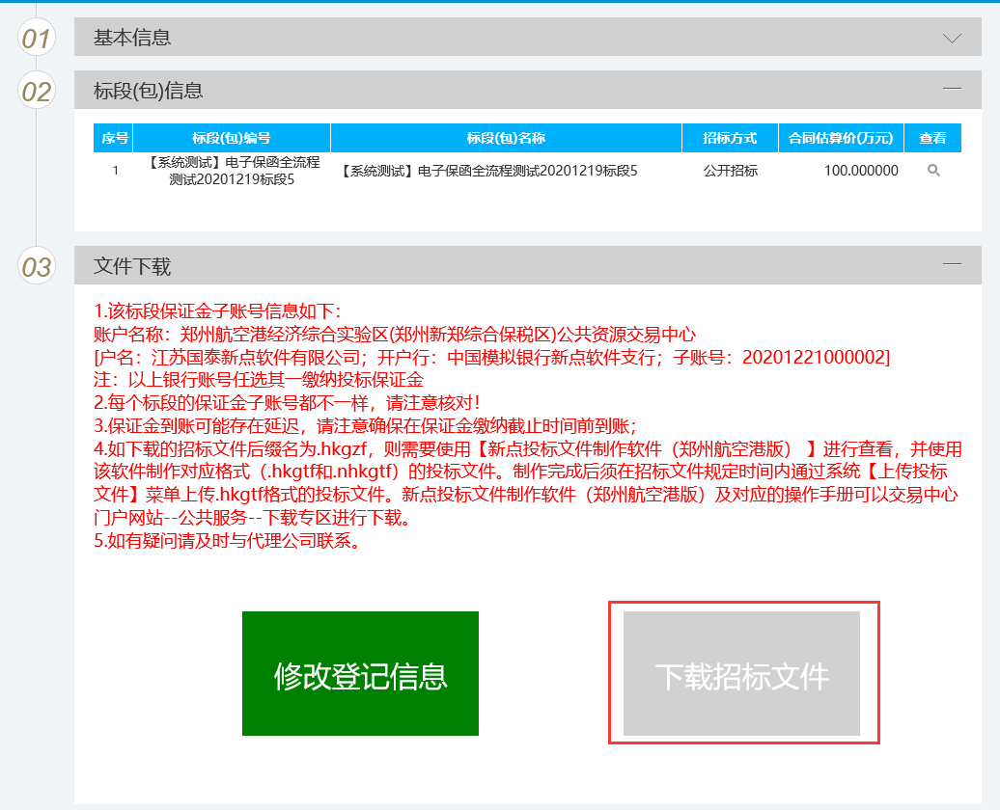 01
基本信息
02
标段(包)信息
序号 标段(包)编号 标段(包)名称 招标方式 合同估算价(万元) 查看
1 【系统测试】电子保函全流程 【系统测试】电子保函全流程测试20201219标段5 公开招标 100.000000
测试20201219标段5
03
文件下载
1.该标段保证金子账号信息如下：
账户名称：郑州航空港经济综合实验区(郑州新郑综合保税区)公共资源交易中心
[户名：江苏国泰新点软件有限公司；开户行：中国模拟银行新点软件支行；子账号：20201221000002]
注：以上银行账号任选其一缴纳投标保证金
2.每个标段的保证金子账号都不一样，请注意核对！
3.保证金到账可能存在延迟，请注意确保在保证金缴纳截止时间前到账；
4.如下载的招标文件后缀名为.hkgzf，则需要使用【新点投标文件制作软件（郑州航空港版） 】进行查看，并使用
该软件制作对应格式（.hkgtf和.nhkgtf）的投标文件。制作完成后须在招标文件规定时间内通过系统【上传投标
文件】菜单上传.hkgtf格式的投标文件。新点投标文件制作软件（郑州航空港版）及对应的操作手册可以交易中心
门户网站--公共服务--下载专区进行下载。
5.如有疑问请及时与代理公司联系。
修改登记信息
下载招标文件